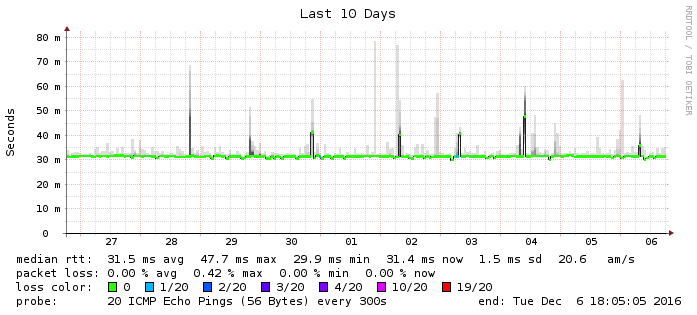 Last 10 Days
RRDTOOL / TOBI OETIKER
Seconds
80 m
70 m
60 m
50 m
40 m
30 m
20 m
10 m
0
27 28 29 30 01 02 03 04 05 06
median rtt: 31.5 ms avg 47.7 ms max 29.9 ms min 31.4 ms now 1.5 ms sd 20.6 am/s
packet loss: 0.00 % avg 0.42 % max 0.00 % min 0.00 % now
loss color: 0 1/20 2/20 3/20 4/20 10/20 19/20
probe: 20 ICMP Echo Pings (56 Bytes) every 300s end: Tue Dec 6 18:05:05 2016